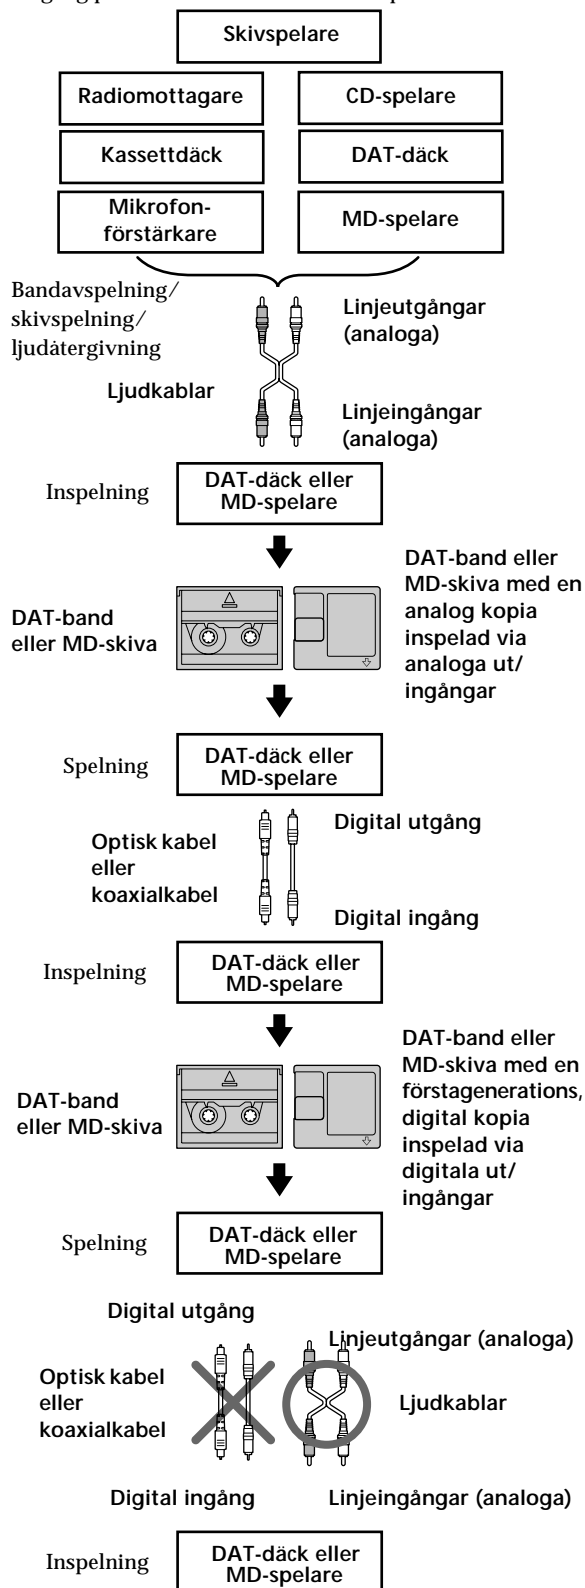 Skivspelare
Radiomottagare
CD-spelare
Kassettdäck
DAT-däck
Mikrofon-
förstärkare
MD-spelare
Bandavspelning/
skivspelning/
ljudåtergivning
Linjeutgångar
(analoga)
Ljudkablar
Linjeingångar
(analoga)
Inspelning
DAT-däck eller
MD-spelare
DAT-band
eller MD-skiva
DAT-band eller
MD-skiva med en
analog kopia
inspelad via
analoga ut/
ingångar
Spelning
DAT-däck eller
MD-spelare
Optisk kabel
eller
koaxialkabel
Digital utgång
Digital ingång
Inspelning
DAT-däck eller
MD-spelare
DAT-band
eller MD-skiva
DAT-band eller
MD-skiva med en
förstagenerations,
digital kopia
inspelad via
digitala ut/
ingångar
Spelning
DAT-däck eller
MD-spelare
Digital utgång
Linjeutgångar (analoga)
Optisk kabel
eller
koaxialkabel
Ljudkablar
Digital ingång
Linjeingångar (analoga)
Inspelning
DAT-däck eller
MD-spelare